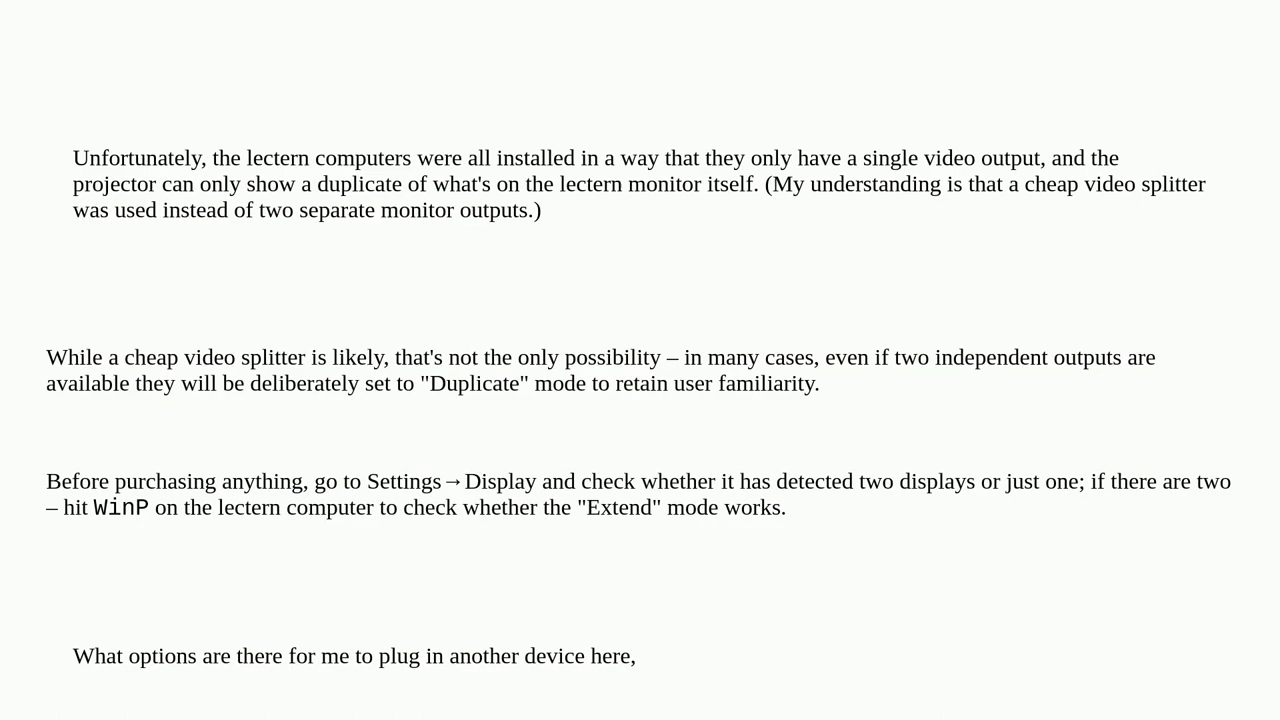 Unfortunately, the lectern computers were all installed in a way that they only have a single video output, and the
projector can only show a duplicate of what's on the lectern monitor itself. (My understanding is that a cheap video splitter
was used instead of two separate monitor outputs.)
While a cheap video splitter is likely, that's not the only possibility – in many cases, even if two independent outputs are
available they will be deliberately set to "Duplicate" mode to retain user familiarity.
Before purchasing anything, go to Settings→Display and check whether it has detected two displays or just one; if there are two
– hit WinP on the lectern computer to check whether the "Extend" mode works.
What options are there for me to plug in another device here,